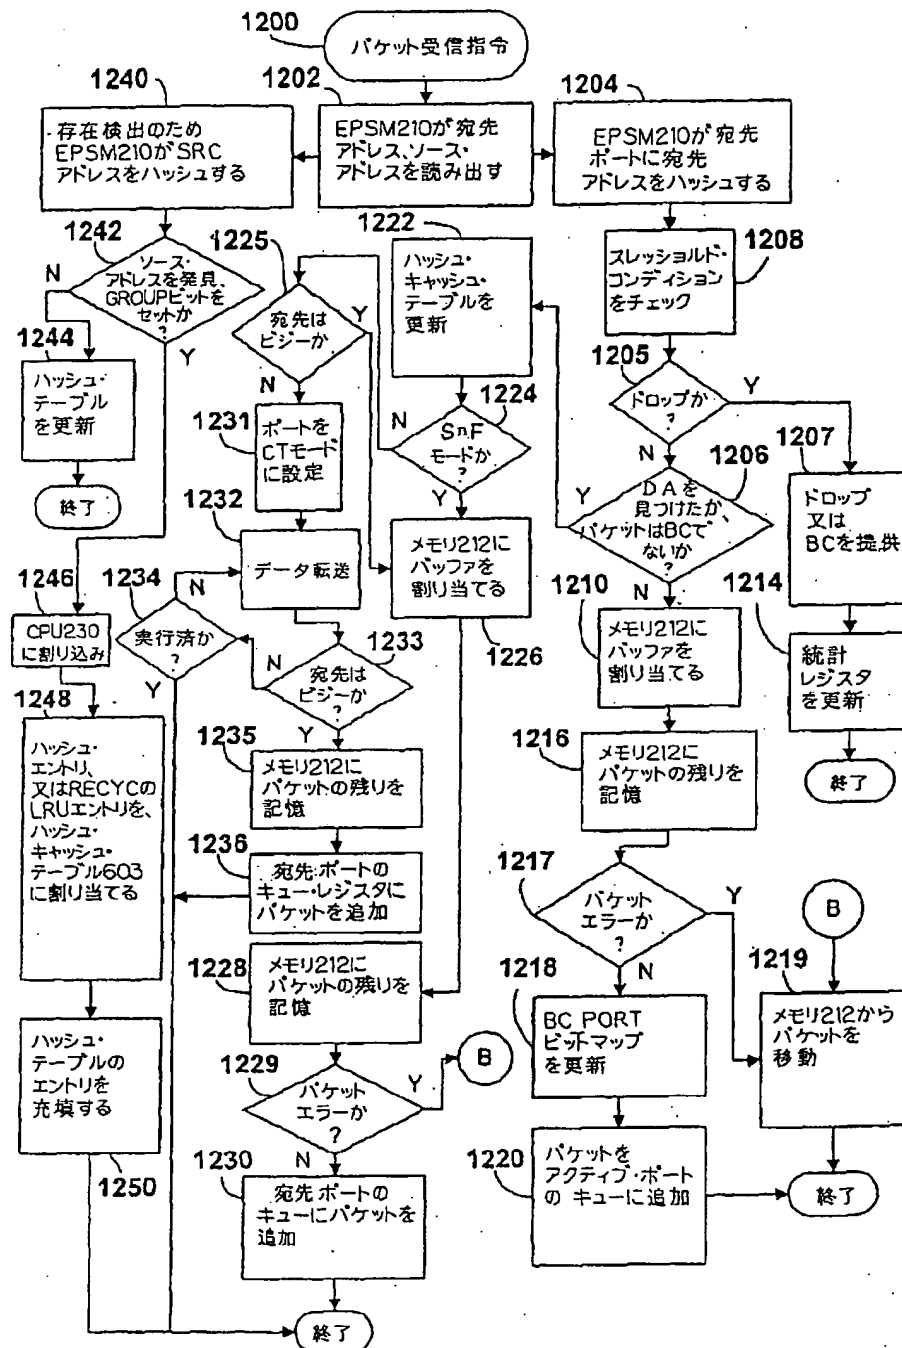 1200
パケット受信指令
1240
存在検出のため
EPSM210がSRC
アドレスをハッシュする
1202
EPSM210が宛先
アドレス、ソース・
アドレスを読み出す
1204
EPSM210が宛先
ポートに宛先
アドレスをハッシュする
1242
ソース・
アドレスを発見、
GROUPビットを
セットか
?
N
Y
1244
ハッシュ・
テーブル
を更新
終了
1225
宛先は
ビジーか
?
Y
N
1222
ハッシュ・
キャッシュ・
テーブルを
更新
1208
スレッショルド・
コンディション
をチェック
1205
ドロップか
?
Y
N
1224
SnF
モードか
?
N
Y
1231
ポートを
CTモード
に設定
1206
DAを
見つけたか、
パケットはBCで
ないか
?
Y
N
1207
ドロップ
又は
BCを提供
1232
データ転送
1226
メモリ212に
バッファを
割り当てる
1210
メモリ212に
バッファを
割り当てる
1214
統計
レジスタ
を更新
終了
1246
CPU230
に割り込み
1234
実行済か
?
N
Y
1233
宛先は
ビジーか
?
N
Y
1248
ハッシュ・
エントリ、
又はRECYCの
LRUエントリを、
ハッシュ・
キャッシュ・
テーブル603
に割り当てる
1235
メモリ212に
パケットの残りを
記憶
1216
メモリ212に
パケットの残りを
記憶
1236
宛先ポートの
キュー・レジスタに
パケットを追加
1217
パケット
エラーか
?
Y
N
B
1228
メモリ212に
パケットの残りを
記憶
1218
BC PORT
ビットマップ
を更新
1219
メモリ212から
パケットを
移動
1229
パケット
エラーか
?
Y
N
B
ハッシュ・
テーブルの
エントリを
充填する
1250
1230
宛先ポートの
キューにパケットを
追加
1220
パケットを
アクティブ・ポート
のキューに追加
終了
終了